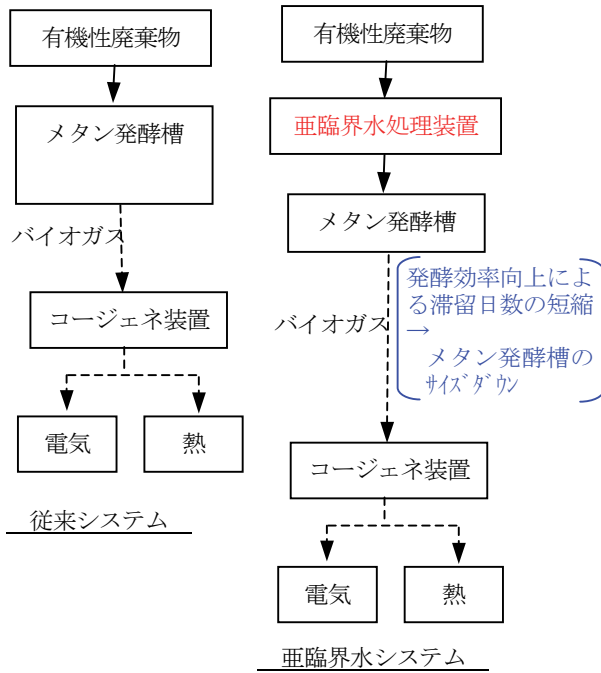 有機性廃棄物
メタン発酵槽
バイオガス
コージェネ装置
電気
熱
従来システム
有機性廃棄物
亜臨界水処理装置
メタン発酵槽
バイオガス
発酵効率向上によ
る滞留日数の短縮
→
メタン発酵槽の
ｻｲｽﾞﾀﾞｳﾝ
コージェネ装置
電気
熱
亜臨界水システム